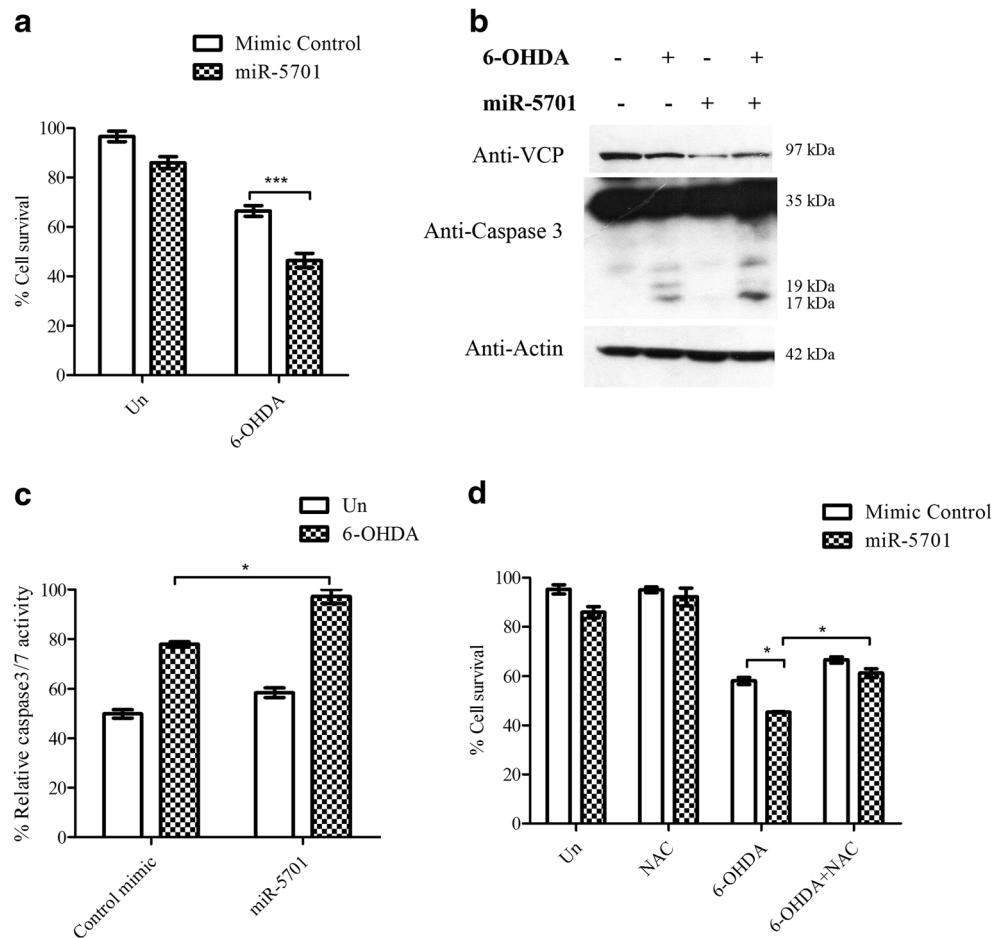 a
Mimic Control
miR-5701
% Cell survival
100
80
60
40
20
0
***
Un
6-OHDA
b
6-OHDA - + - +
miR-5701 - - + +
Anti-VCP 97 kDa
Anti-Caspase 3 35 kDa
19 kDa
17 kDa
Anti-Actin 42 kDa
c
Un
6-OHDA
% Relative caspase3/7 activity
100
80
60
40
20
0
*
Control mimic
miR-5701
d
Mimic Control
miR-5701
% Cell survival
100
80
60
40
20
0
*
*
Un
NAC
6-OHDA
6-OHDA+NAC